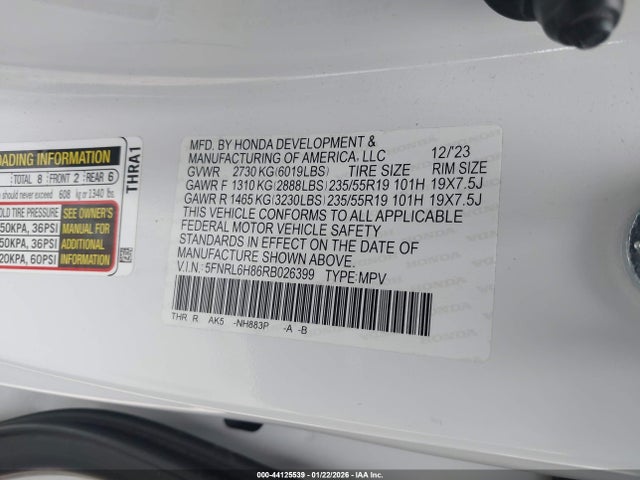 OADING INFORMATION
TOTAL 8 FRONT 2 REAR 6
should never exceed 608 kg or 1340 lbs.
OLD TIRE PRESSURE
50KPA, 36PSI
50KPA, 36PSI
20KPA, 60PSI
SEE OWNER'S
MANUAL FOR
ADDITIONAL
INFORMATION
THRA1
MFD. BY HONDA DEVELOPMENT &
MANUFACTURING OF AMERICA, LLC 12/'23
GVWR 2730 KG (6019LBS) TIRE SIZE RIM SIZE
GAWR F 1310 KG (2888LBS) 235/55R19 101H 19X7.5J
GAWR R 1465 KG (3230LBS) 235/55R19 101H 19X7.5J
THIS VEHICLE CONFORMS TO ALL APPLICABLE
FEDERAL MOTOR VEHICLE SAFETY
STANDARDS IN EFFECT ON THE DATE OF
MANUFACTURE SHOWN ABOVE.
V.I.N.: 5FNRL6H86RB026399 TYPE: MPV
THR R AK5 -NH883P -A -B
000-44125539 - 01/22/2026 - IAA Inc.